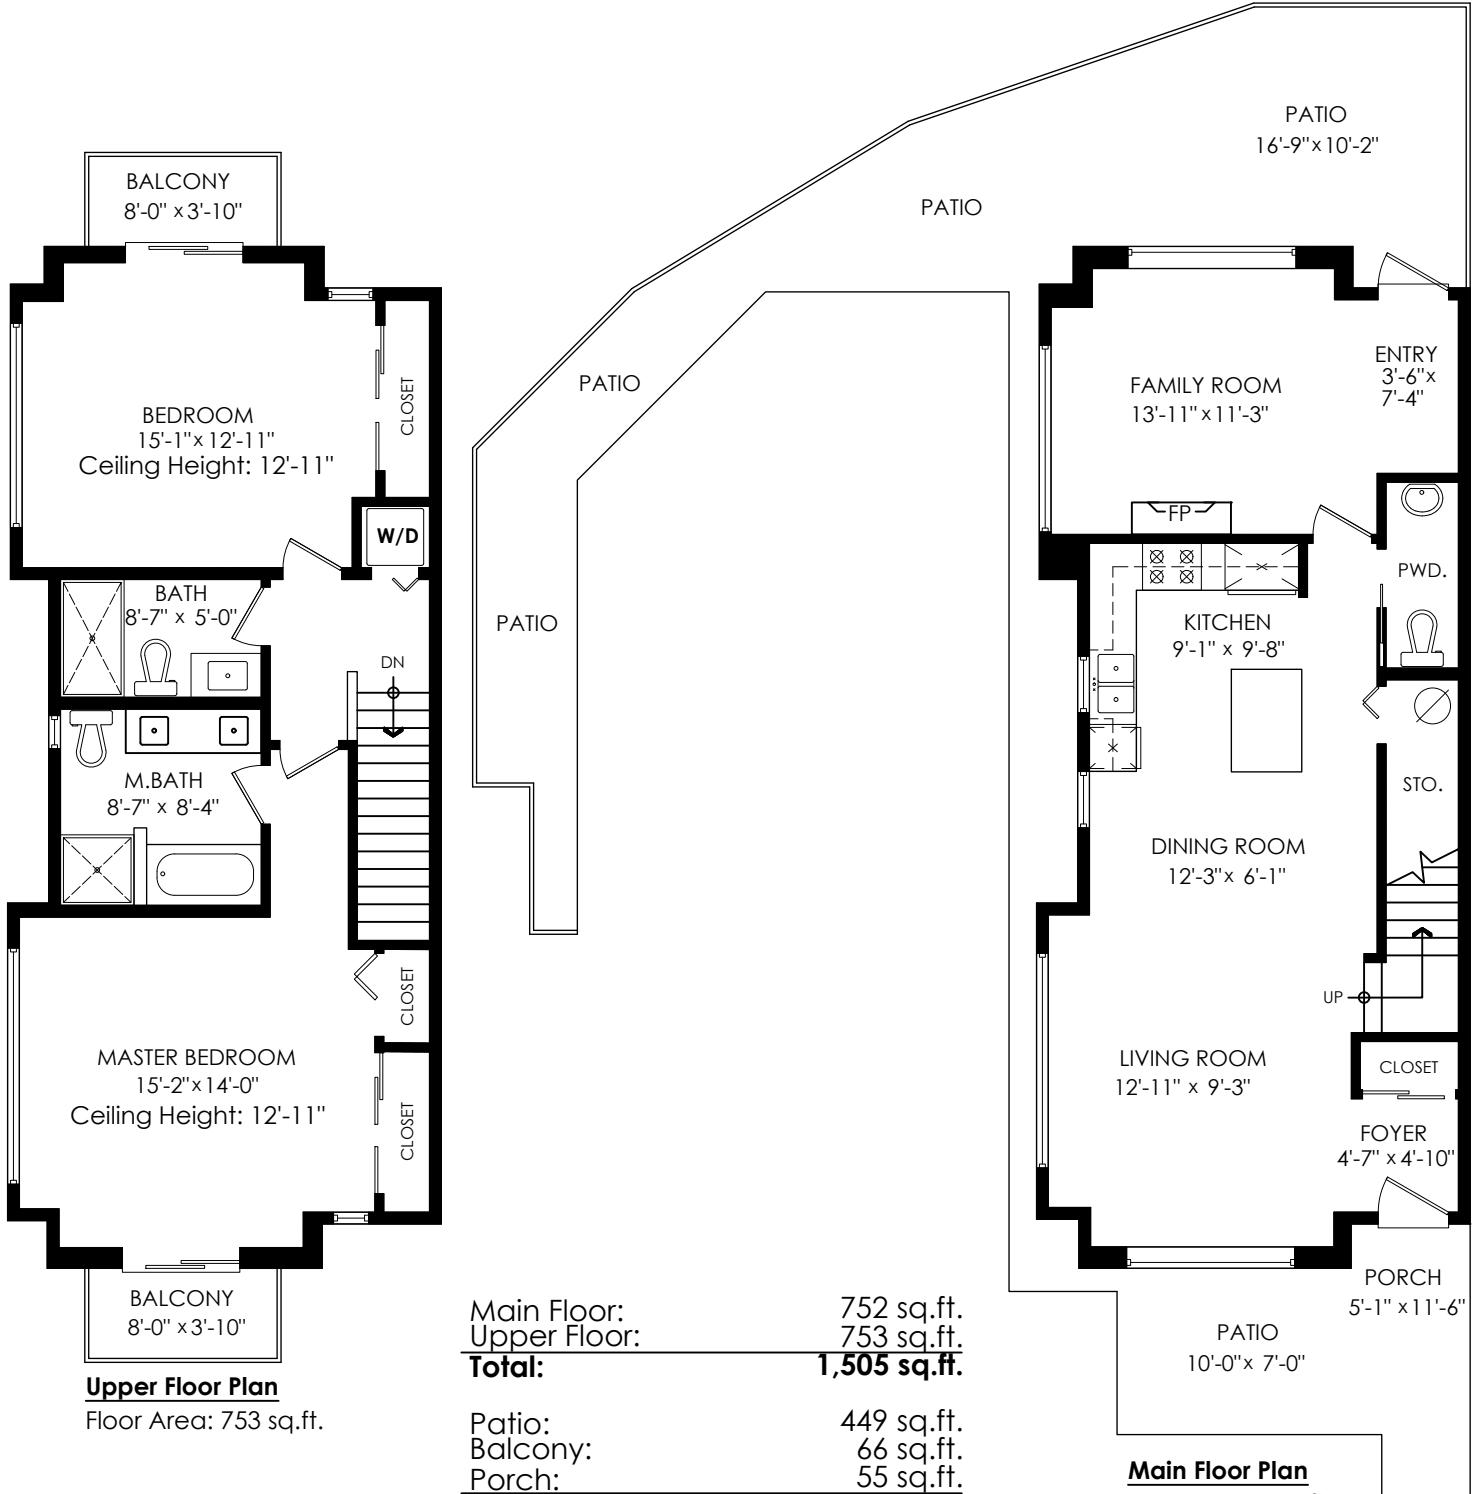 BALCONY
8'-0" x 3'-10"
BEDROOM
15'-1" x 12'-11"
Ceiling Height: 12'-11"
CLOSET
W/D
BATH
8'-7" x 5'-0"
DN
M.BATH
8'-7" x 8'-4"
CLOSET
MASTER BEDROOM
15'-2" x 14'-0"
Ceiling Height: 12'-11"
CLOSET
BALCONY
8'-0" x 3'-10"
Upper Floor Plan
Floor Area: 753 sq.ft.
PATIO
16'-9" x 10'-2"
PATIO
PATIO
PATIO
ENTRY
3'-6" x
7'-4"
FAMILY ROOM
13'-11" x 11'-3"
FP
PWD.
KITCHEN
9'-1" x 9'-8"
STO.
DINING ROOM
12'-3" x 6'-1"
UP
LIVING ROOM
12'-11" x 9'-3"
CLOSET
FOYER
4'-7" x 4'-10"
PORCH
5'-1" x 11'-6"
PATIO
10'-0" x 7'-0"
Main Floor Plan
Main Floor: 752 sq.ft.
Upper Floor: 753 sq.ft.
Total: 1,505 sq.ft.
Patio: 449 sq.ft.
Balcony: 66 sq.ft.
Porch: 55 sq.ft.